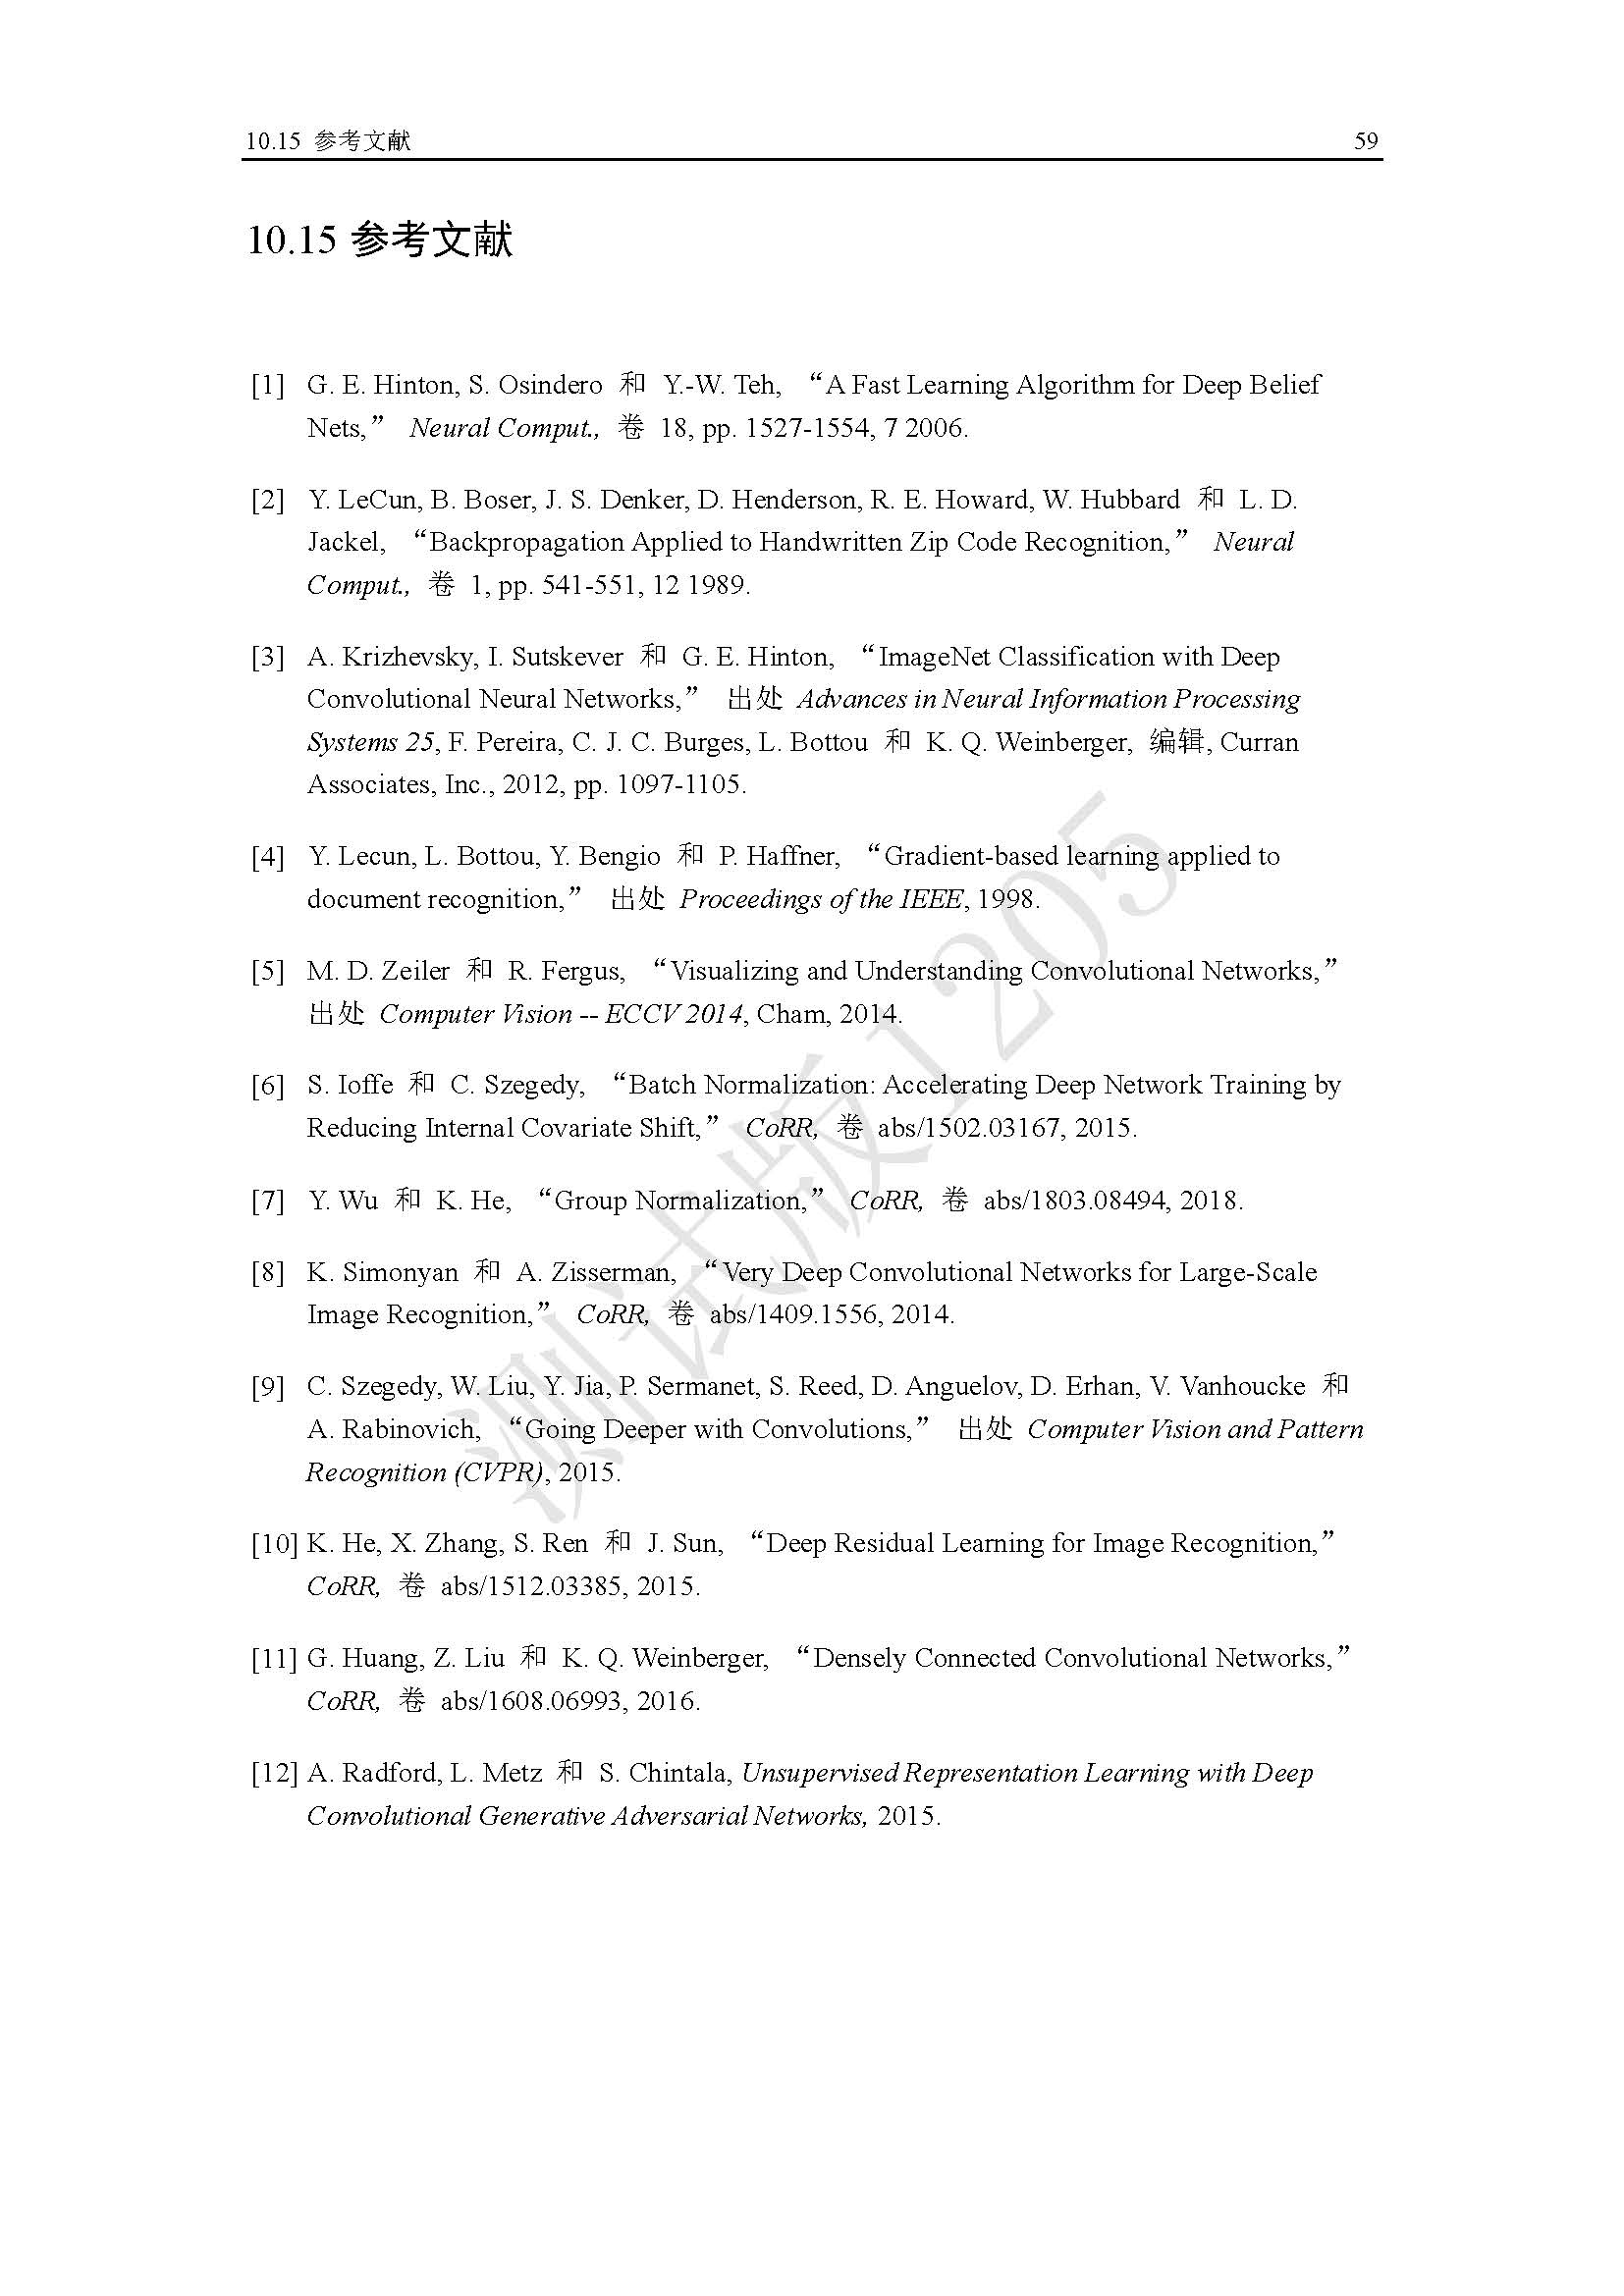 10.15 参考文献 59
10.15 参考文献
[1] G. E. Hinton, S. Osindero 和 Y.-W. Teh, “A Fast Learning Algorithm for Deep Belief
Nets,” Neural Comput., 卷 18, pp. 1527-1554, 7 2006.
[2] Y. LeCun, B. Boser, J. S. Denker, D. Henderson, R. E. Howard, W. Hubbard 和 L. D.
Jackel, “Backpropagation Applied to Handwritten Zip Code Recognition,” Neural
Comput., 卷 1, pp. 541-551, 12 1989.
[3] A. Krizhevsky, I. Sutskever 和 G. E. Hinton, “ImageNet Classification with Deep
Convolutional Neural Networks,” 出处 Advances in Neural Information Processing
Systems 25, F. Pereira, C. J. C. Burges, L. Bottou 和 K. Q. Weinberger, 编辑, Curran
Associates, Inc., 2012, pp. 1097-1105.
[4] Y. Lecun, L. Bottou, Y. Bengio 和 P. Haffner, “Gradient-based learning applied to
document recognition,” 出处 Proceedings of the IEEE, 1998.
[5] M. D. Zeiler 和 R. Fergus, “Visualizing and Understanding Convolutional Networks,”
出处 Computer Vision -- ECCV 2014, Cham, 2014.
[6] S. Ioffe 和 C. Szegedy, “Batch Normalization: Accelerating Deep Network Training by
Reducing Internal Covariate Shift,” CoRR, 卷 abs/1502.03167, 2015.
[7] Y. Wu 和 K. He, “Group Normalization,” CoRR, 卷 abs/1803.08494, 2018.
[8] K. Simonyan 和 A. Zisserman, “Very Deep Convolutional Networks for Large-Scale
Image Recognition,” CoRR, 卷 abs/1409.1556, 2014.
[9] C. Szegedy, W. Liu, Y. Jia, P. Sermanet, S. Reed, D. Anguelov, D. Erhan, V. Vanhoucke 和
A. Rabinovich, “Going Deeper with Convolutions,” 出处 Computer Vision and Pattern
Recognition (CVPR), 2015.
[10] K. He, X. Zhang, S. Ren 和 J. Sun, “Deep Residual Learning for Image Recognition,”
CoRR, 卷 abs/1512.03385, 2015.
[11] G. Huang, Z. Liu 和 K. Q. Weinberger, “Densely Connected Convolutional Networks,”
CoRR, 卷 abs/1608.06993, 2016.
[12] A. Radford, L. Metz 和 S. Chintala, Unsupervised Representation Learning with Deep
Convolutional Generative Adversarial Networks, 2015.
测试版1205